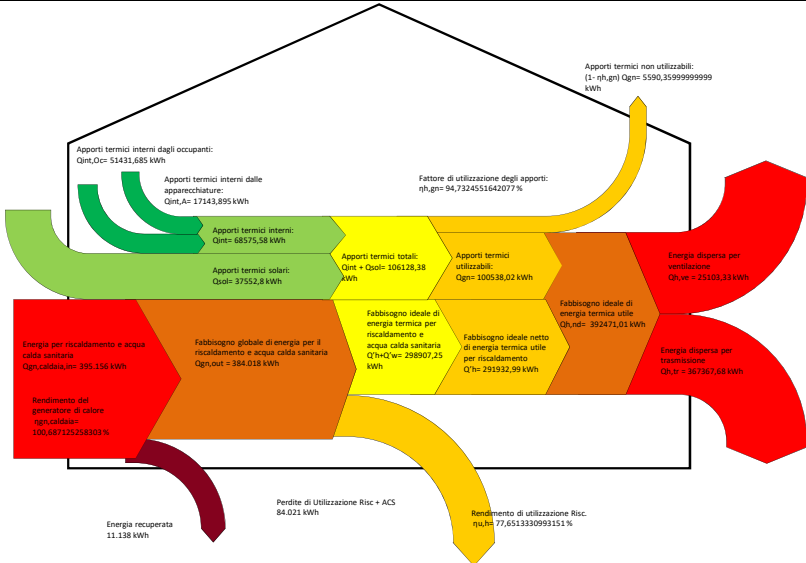 Apporti termici non utilizzabili:
(1- ηh,gn) Qgn= 5590,35999999999
kWh
Apporti termici interni dagli occupanti:
Qint,Oc= 51431,685 kWh
Apporti termici interni dalle
apparecchiature:
Qint,A= 17143,895 kWh
Fattore di utilizzazione degli apporti:
ηh,gn= 94,7324551642077 %
Apporti termici interni:
Qint= 68575,58 kWh
Apporti termici solari:
Qsol= 37552,8 kWh
Apporti termici totali:
Qint + Qsol= 106128,38
kWh
Apporti termici
utilizzabili:
Qgn= 100538,02 kWh
Energia dispersa per
ventilazione
Qh,ve = 25103,33 kWh
Fabbisogno ideale di
energia termica utile
Qh,nd= 392471,01 kWh
Energia per riscaldamento e acqua
calda sanitaria
Qgn,caldaia,in= 395.156 kWh
Rendimento del
generatore di calore
ηgn,caldaia=
100,687125258303 %
Fabbisogno globale di energia per il
riscaldamento e acqua calda sanitaria
Qgn,out = 384.018 kWh
Fabbisogno ideale di
energia termica per
riscaldamento e
acqua calda sanitaria
Q'h+Q'w= 298907,25
kWh
Fabbisogno ideale netto
di energia termica utile
per riscaldamento
Q'h= 291932,99 kWh
Energia dispersa per
trasmissione
Qh,tr = 367367,68 kWh
Perdite di Utilizzazione Risc + ACS
84.021 kWh
Rendimento di utilizzazione Risc.
ηu,h= 77,6513330993151 %
Energia recuperata
11.138 kWh